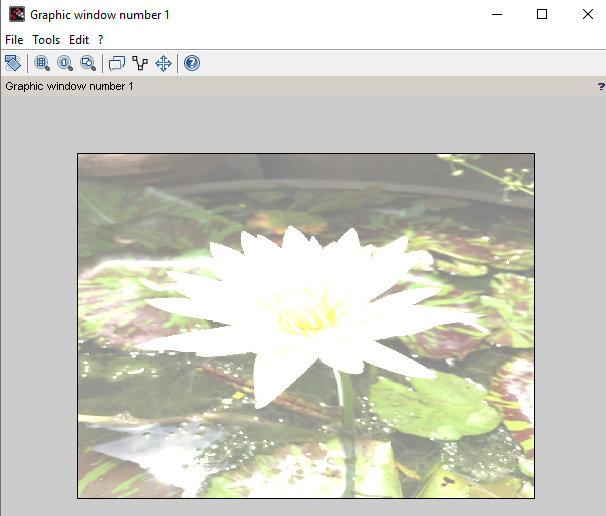 Graphic window number 1
File Tools Edit ?
Graphic window number 1 ?